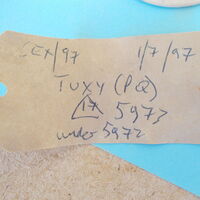 CEX/97 1/7/97
TUXY (PQ)
17 5973
under 5972